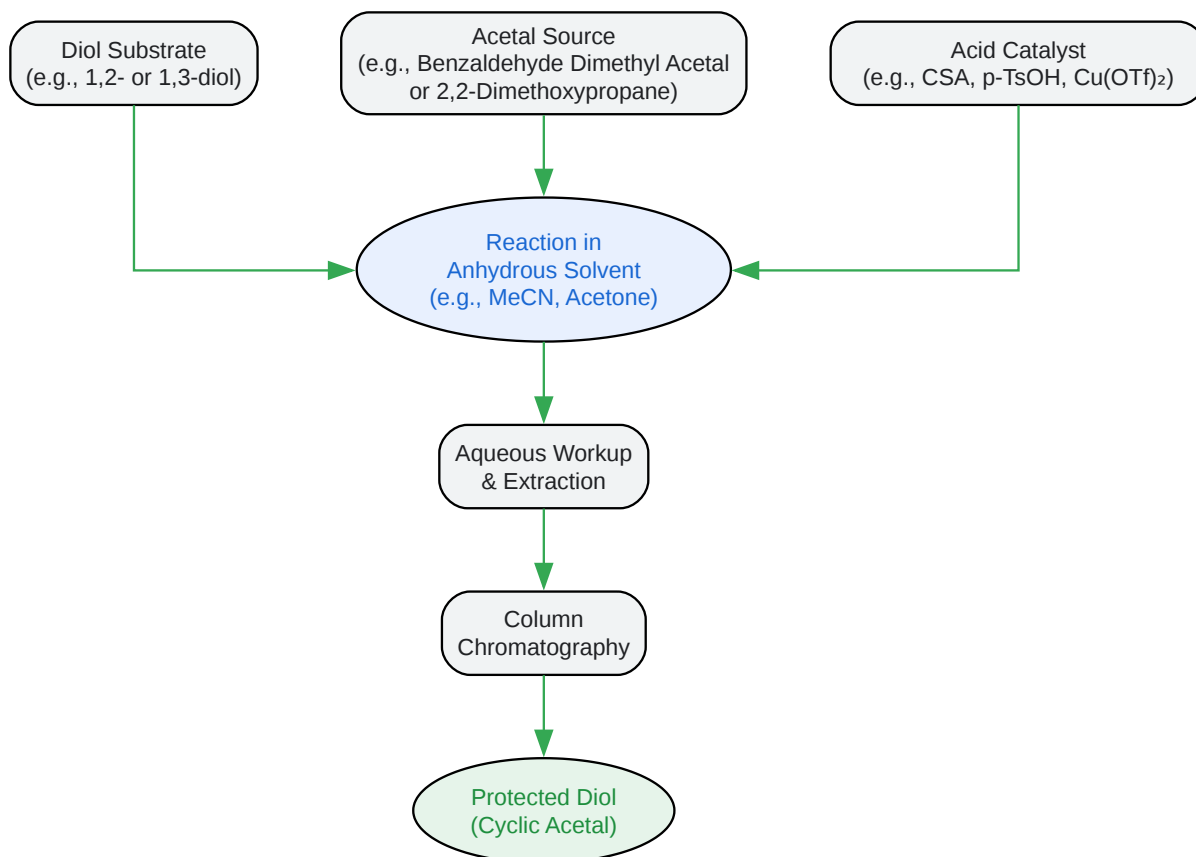 Diol Substrate
(e.g., 1,2- or 1,3-diol)
Acetal Source
(e.g., Benzaldehyde Dimethyl Acetal
or 2,2-Dimethoxypropane)
Acid Catalyst
(e.g., CSA, p-TsOH, Cu(OTf)₂)
Reaction in
Anhydrous Solvent
(e.g., MeCN, Acetone)
Aqueous Workup
& Extraction
Column
Chromatography
Protected Diol
(Cyclic Acetal)